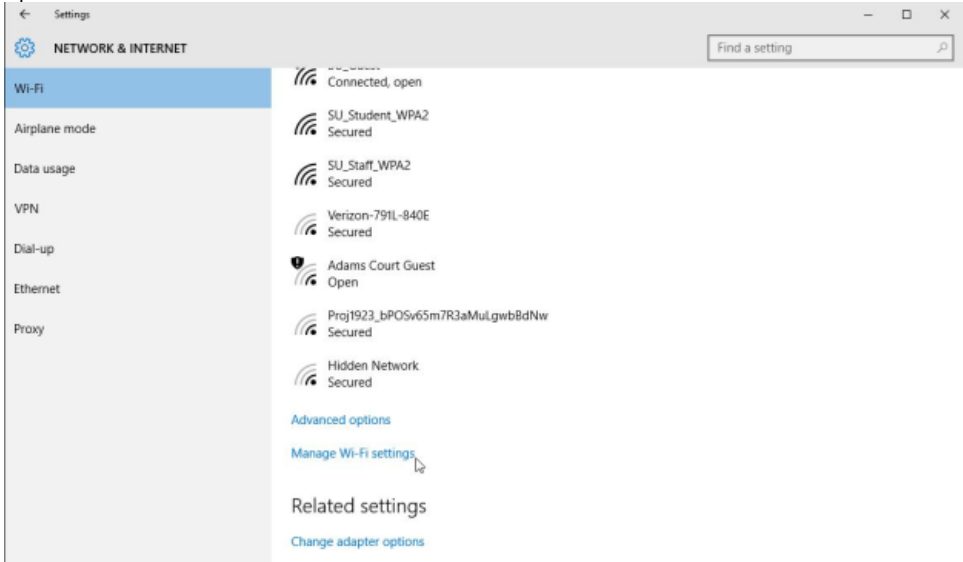 Settings
NETWORK & INTERNET
Find a setting
Wi-Fi
Airplane mode
Data usage
VPN
Dial-up
Ethernet
Proxy
Connected, open
SU_Student_WPA2
Secured
SU_Staff_WPA2
Secured
Verizon-791L-840E
Secured
Adams Court Guest
Open
Proj1923_bPOSv65m7R3aMuLgwbBdNw
Secured
Hidden Network
Secured
Advanced options
Manage Wi-Fi settings
Related settings
Change adapter options